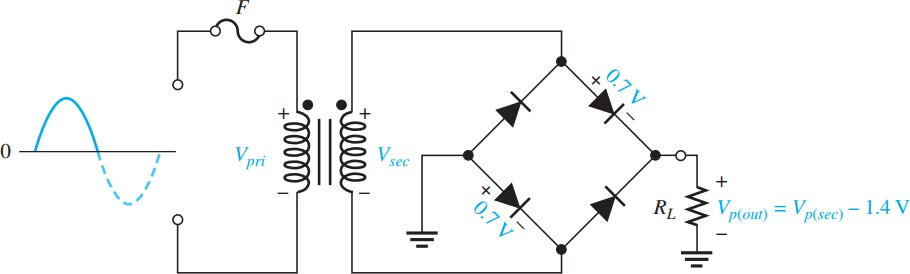 F
0
+
+
V_pri
V_sec
−
−
+ 0.7 V −
+ 0.7 V −
+
R_L
V_p(out) = V_p(sec) − 1.4 V
−